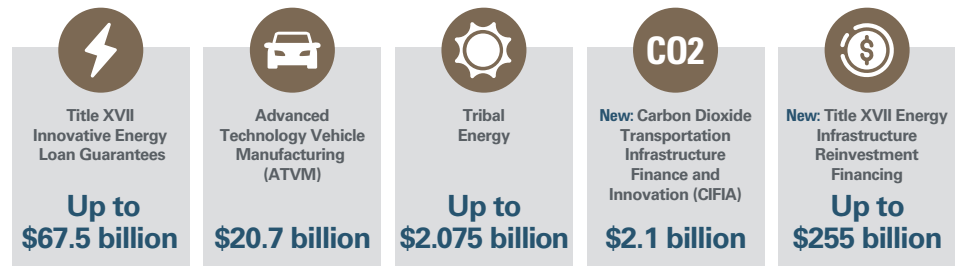 Title XVII
Innovative Energy
Loan Guarantees
Up to
$67.5 billion
Advanced
Technology Vehicle
Manufacturing
(ATVM)
$20.7 billion
Tribal
Energy
Up to
$2.075 billion
CO2
New: Carbon Dioxide
Transportation
Infrastructure
Finance and
Innovation (CIFIA)
$2.1 billion
$
New: Title XVII Energy
Infrastructure
Reinvestment
Financing
Up to
$255 billion